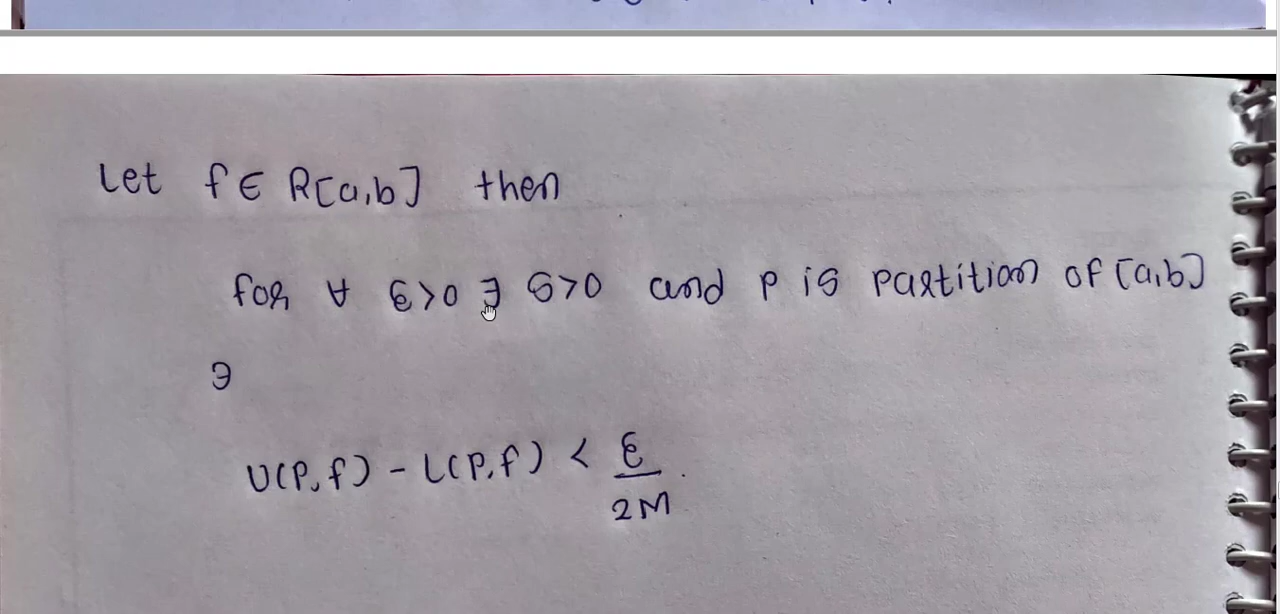 Let f ∈ R[a,b] then
for ∀ ε>0 ∃ δ>0 and P is partition of [a,b]
∋
U(P,f) - L(P,f) < ε/2M.